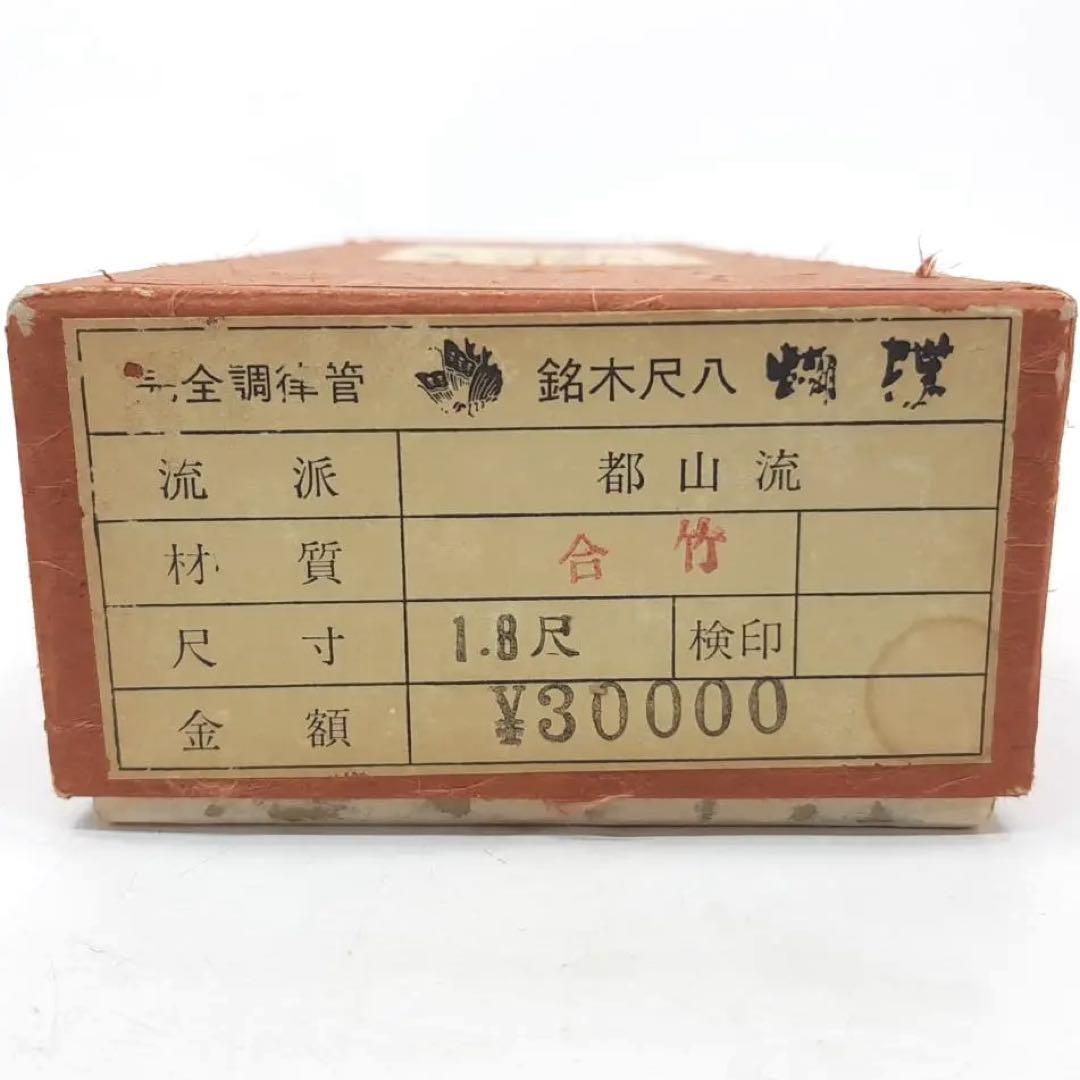 完全調律管 銘木尺八 蝴蝶
流派 都山流
材質 合竹
尺寸 1.8尺 検印
金額 ¥30000